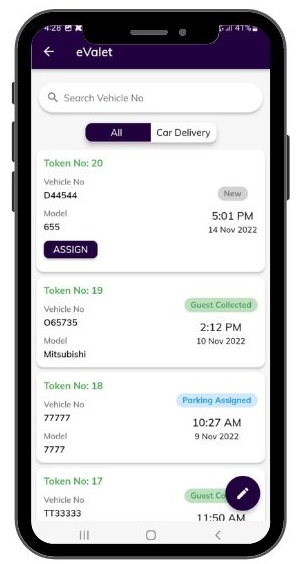 4:28 41%
eValet
Search Vehicle No
All Car Delivery
Token No: 20
Vehicle No
D44544 New
Model 5:01 PM
655 14 Nov 2022
ASSIGN
Token No: 19
Vehicle No Guest Collected
O65735 2:12 PM
Model 10 Nov 2022
Mitsubishi
Token No: 18
Vehicle No Parking Assigned
77777 10:27 AM
Model 9 Nov 2022
7777
Token No: 17
Vehicle No Guest Co
TT33333 11:50 AM